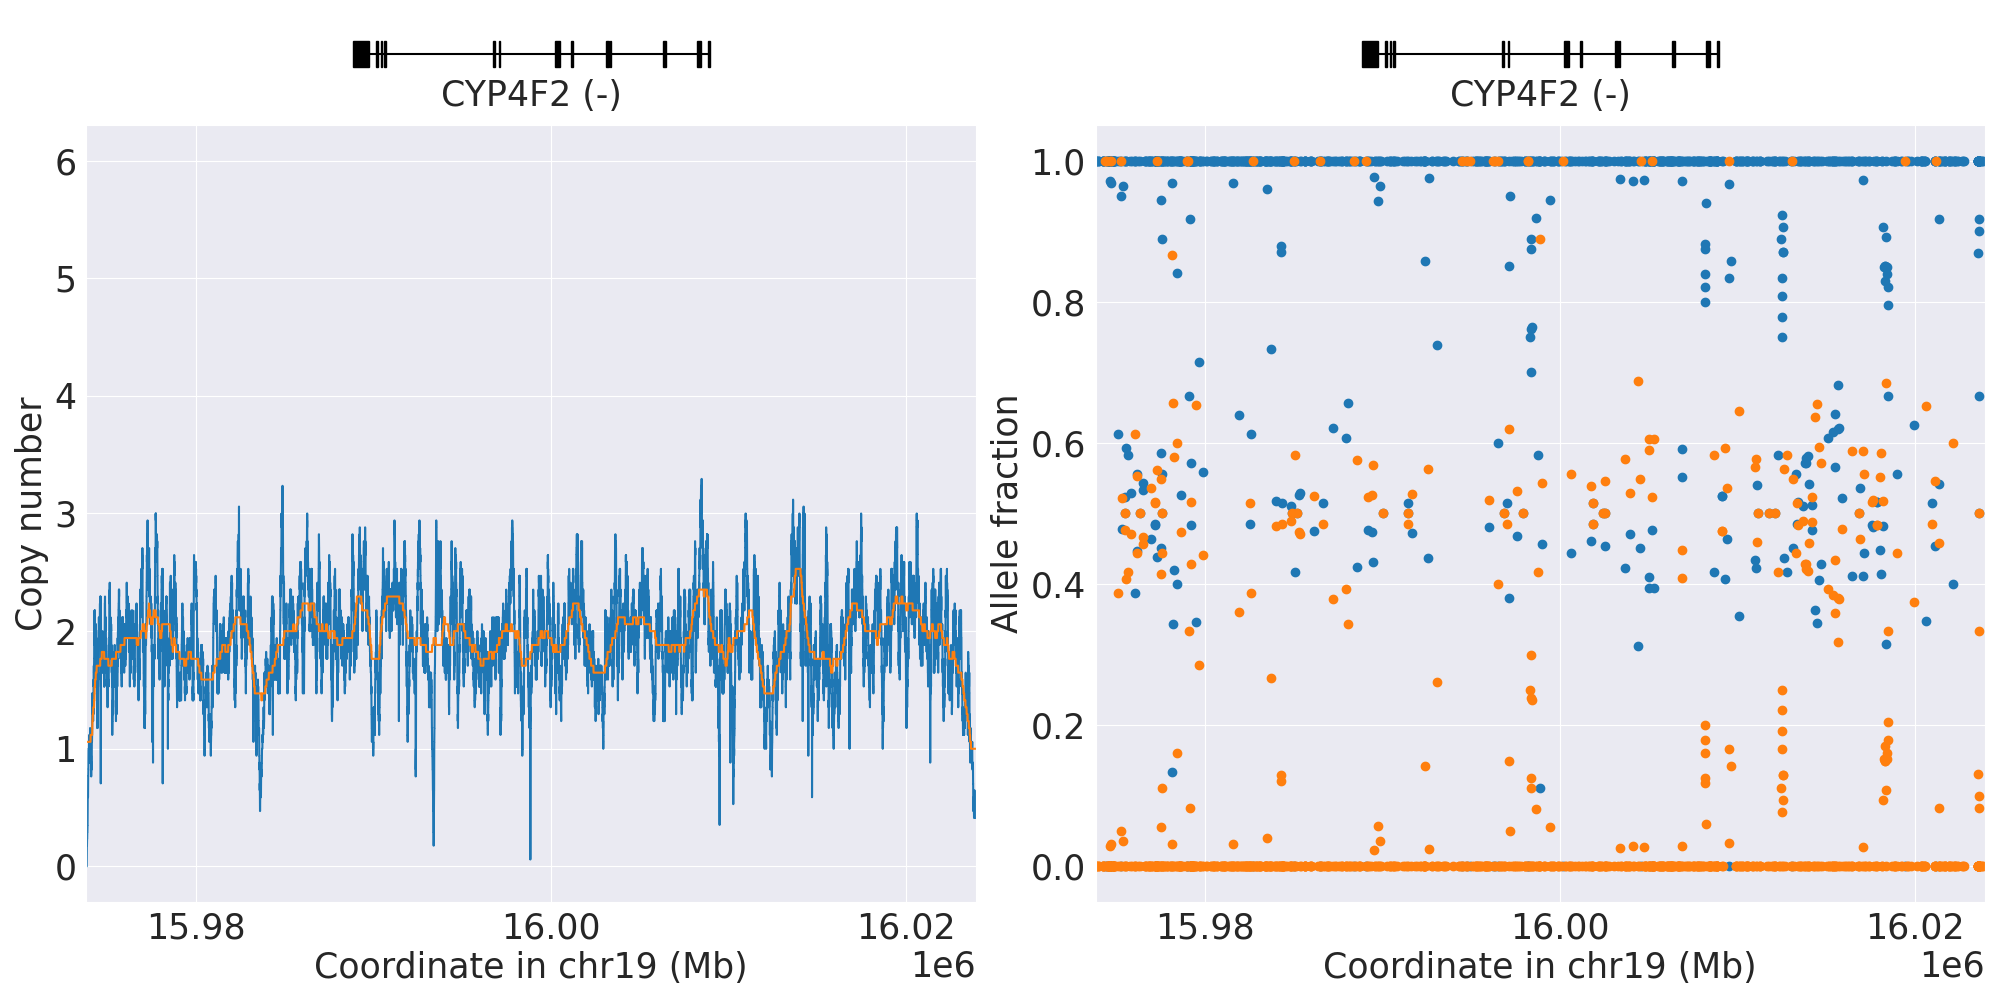 CYP4F2 (-)
6
5
4
3
2
1
0
Copy number
15.98
16.00
16.02
Coordinate in chr19 (Mb)
1e6
CYP4F2 (-)
1.0
0.8
0.6
0.4
0.2
0.0
Allele fraction
15.98
16.00
16.02
Coordinate in chr19 (Mb)
1e6